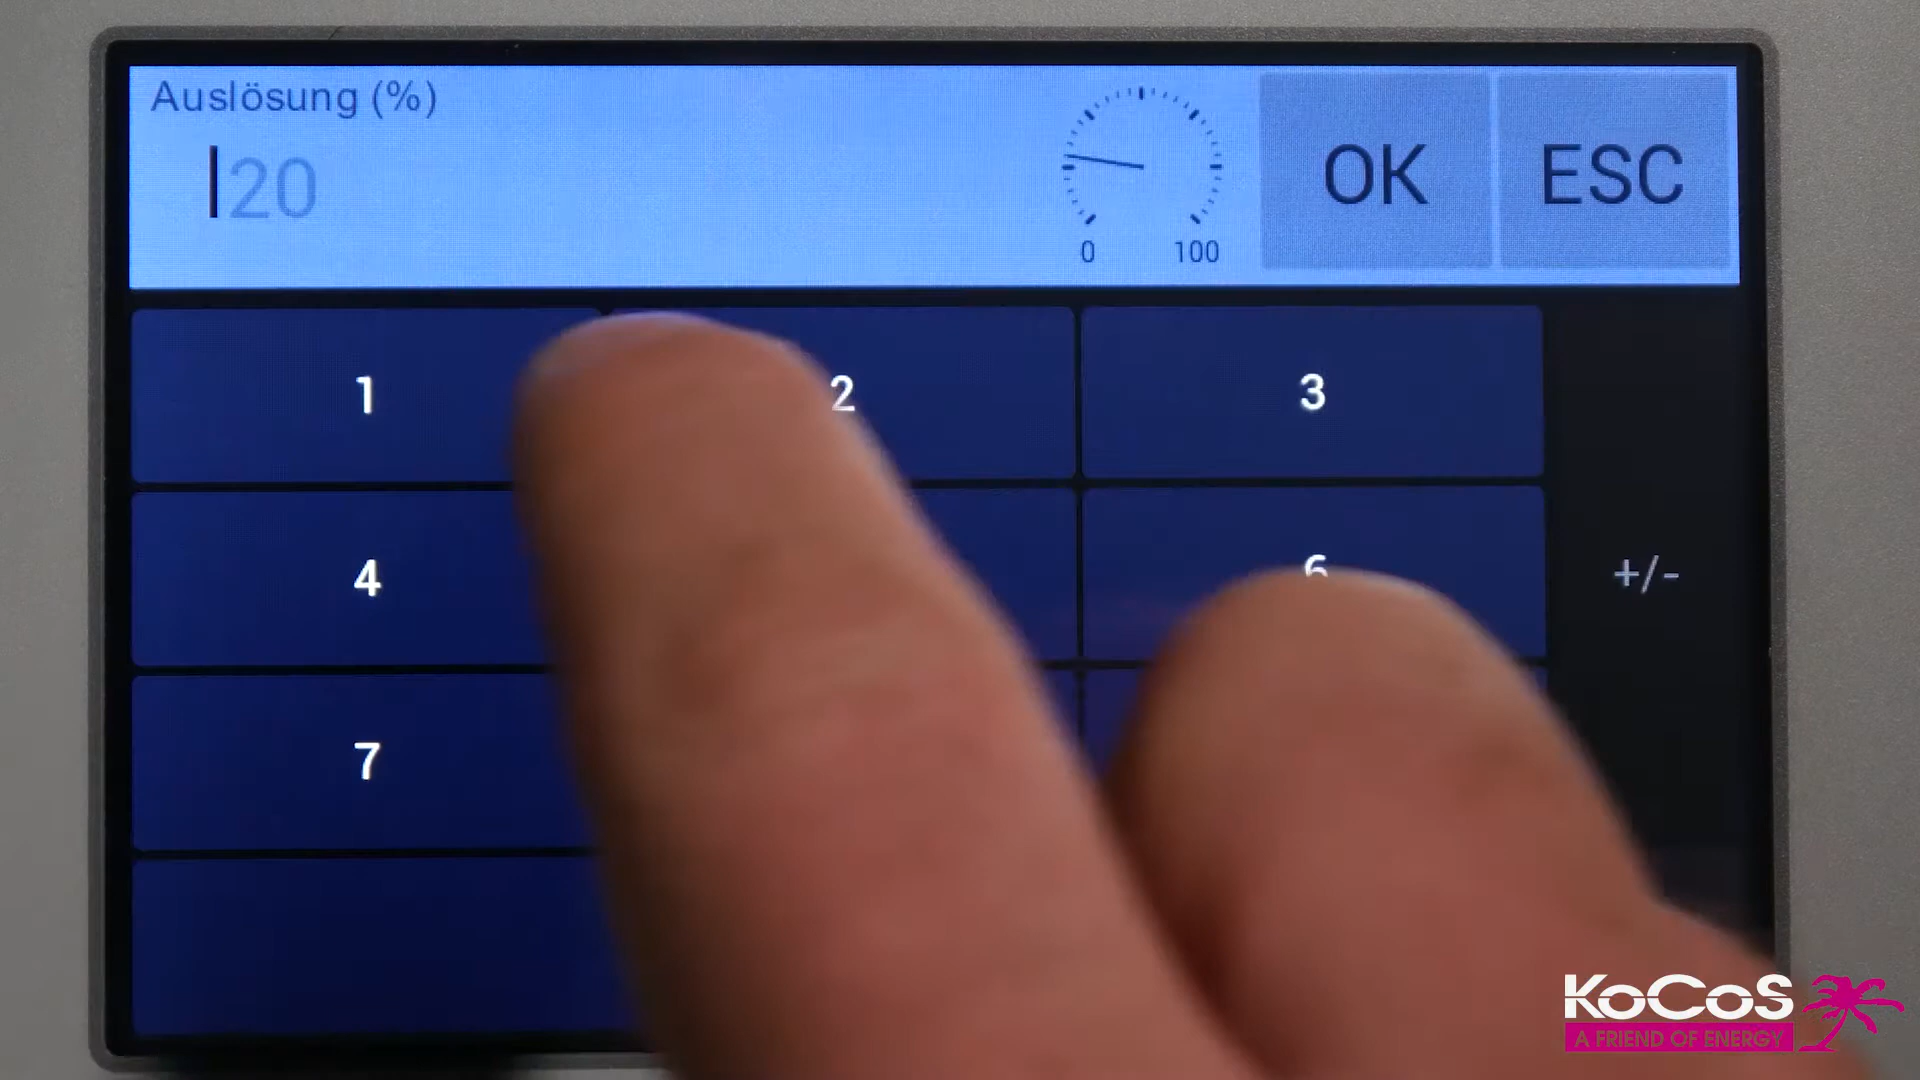 Auslösung (%)
20
0
100
OK
ESC
1
2
3
4
6
+/-
7
KoCoS
A FRIEND OF ENERGY